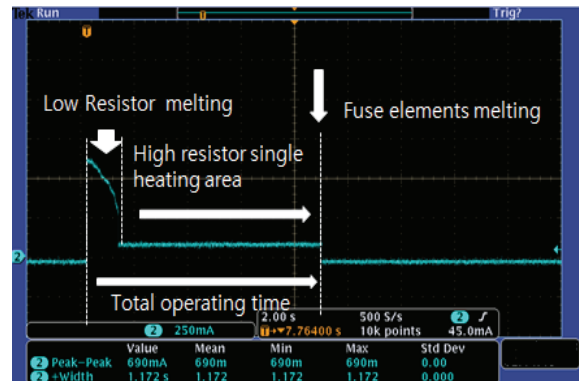 Tek Run Trig?
T
Low Resistor melting
Fuse elements melting
High resistor single
heating area
2
Total operating time
2 250mA
2.00 s 500 S/s 2
T→▼7.76400 s 10k points 45.0mA
Value Mean Min Max Std Dev
2 Peak–Peak 690mA 690m 690m 690m 0.00
2 +Width 1.172 s 1.172 1.172 1.172 0.00